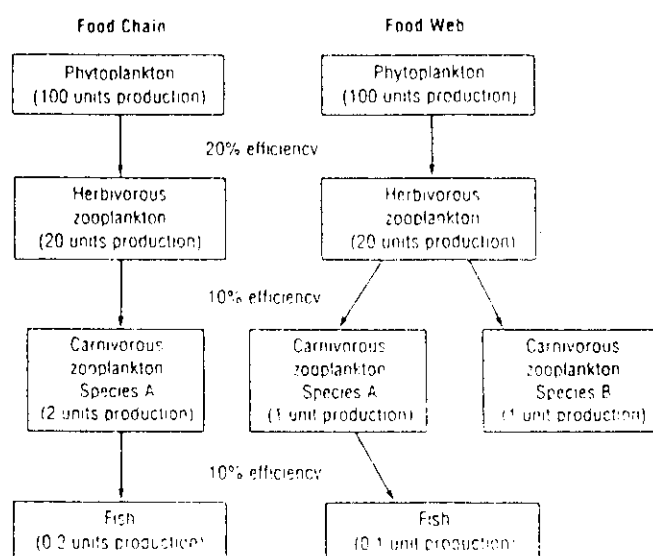 Food Chain
Food Web
Phytoplankton
(100 units production)
Phytoplankton
(100 units production)
20% efficiency
Herbivorous
zooplankton
(20 units production)
Herbivorous
zooplankton
(20 units production)
10% efficiency
Carnivorous
zooplankton
Species A
(2 units production)
Carnivorous
zooplankton
Species A
(1 unit production)
Carnivorous
zooplankton
Species B
(1 unit production)
10% efficiency
Fish
(0.2 units production)
Fish
(0.1 unit production)